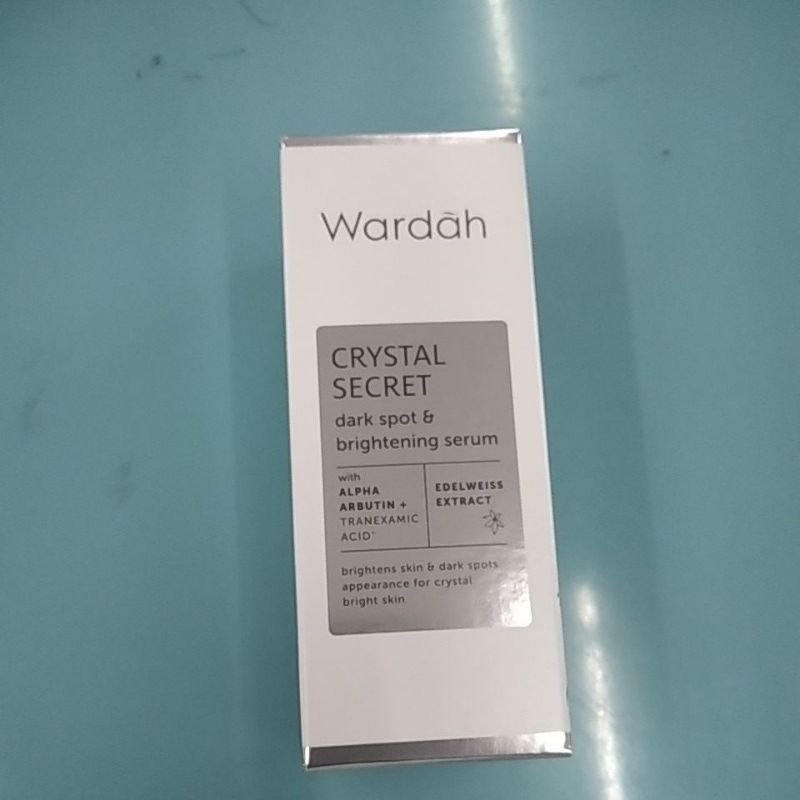 Wardah
CRYSTAL
SECRET
dark spot &
brightening serum
with
ALPHA
ARBUTIN +
TRANEXAMIC
ACID*
EDELWEISS
EXTRACT
brightens skin & dark spots
appearance for crystal
bright skin